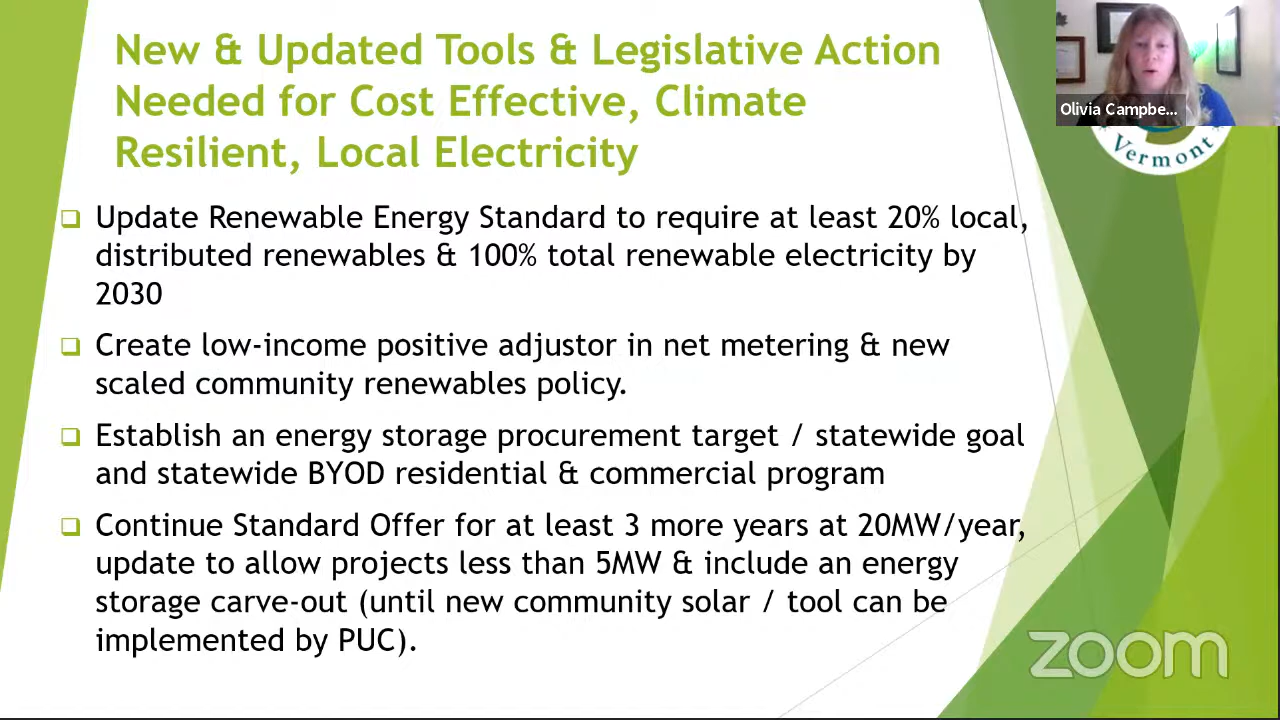 New & Updated Tools & Legislative Action
Needed for Cost Effective, Climate
Resilient, Local Electricity
Olivia Campbe...
Vermont
Update Renewable Energy Standard to require at least 20% local,
distributed renewables & 100% total renewable electricity by
2030
Create low-income positive adjustor in net metering & new
scaled community renewables policy.
Establish an energy storage procurement target / statewide goal
and statewide BYOD residential & commercial program
Continue Standard Offer for at least 3 more years at 20MW/year,
update to allow projects less than 5MW & include an energy
storage carve-out (until new community solar / tool can be
implemented by PUC).
zoom